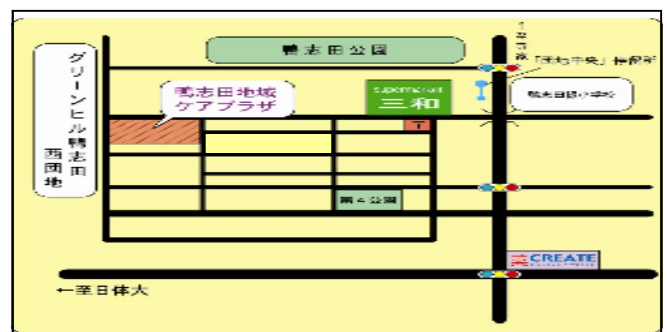 鴨志田公園
グリーンヒル鴨志田
西団地
鴨志田地域
ケアプラザ
supermarket
三和
〒
「団地中央」停留所
鴨志田緑小学校
第4公園
CREATE
←至日体大